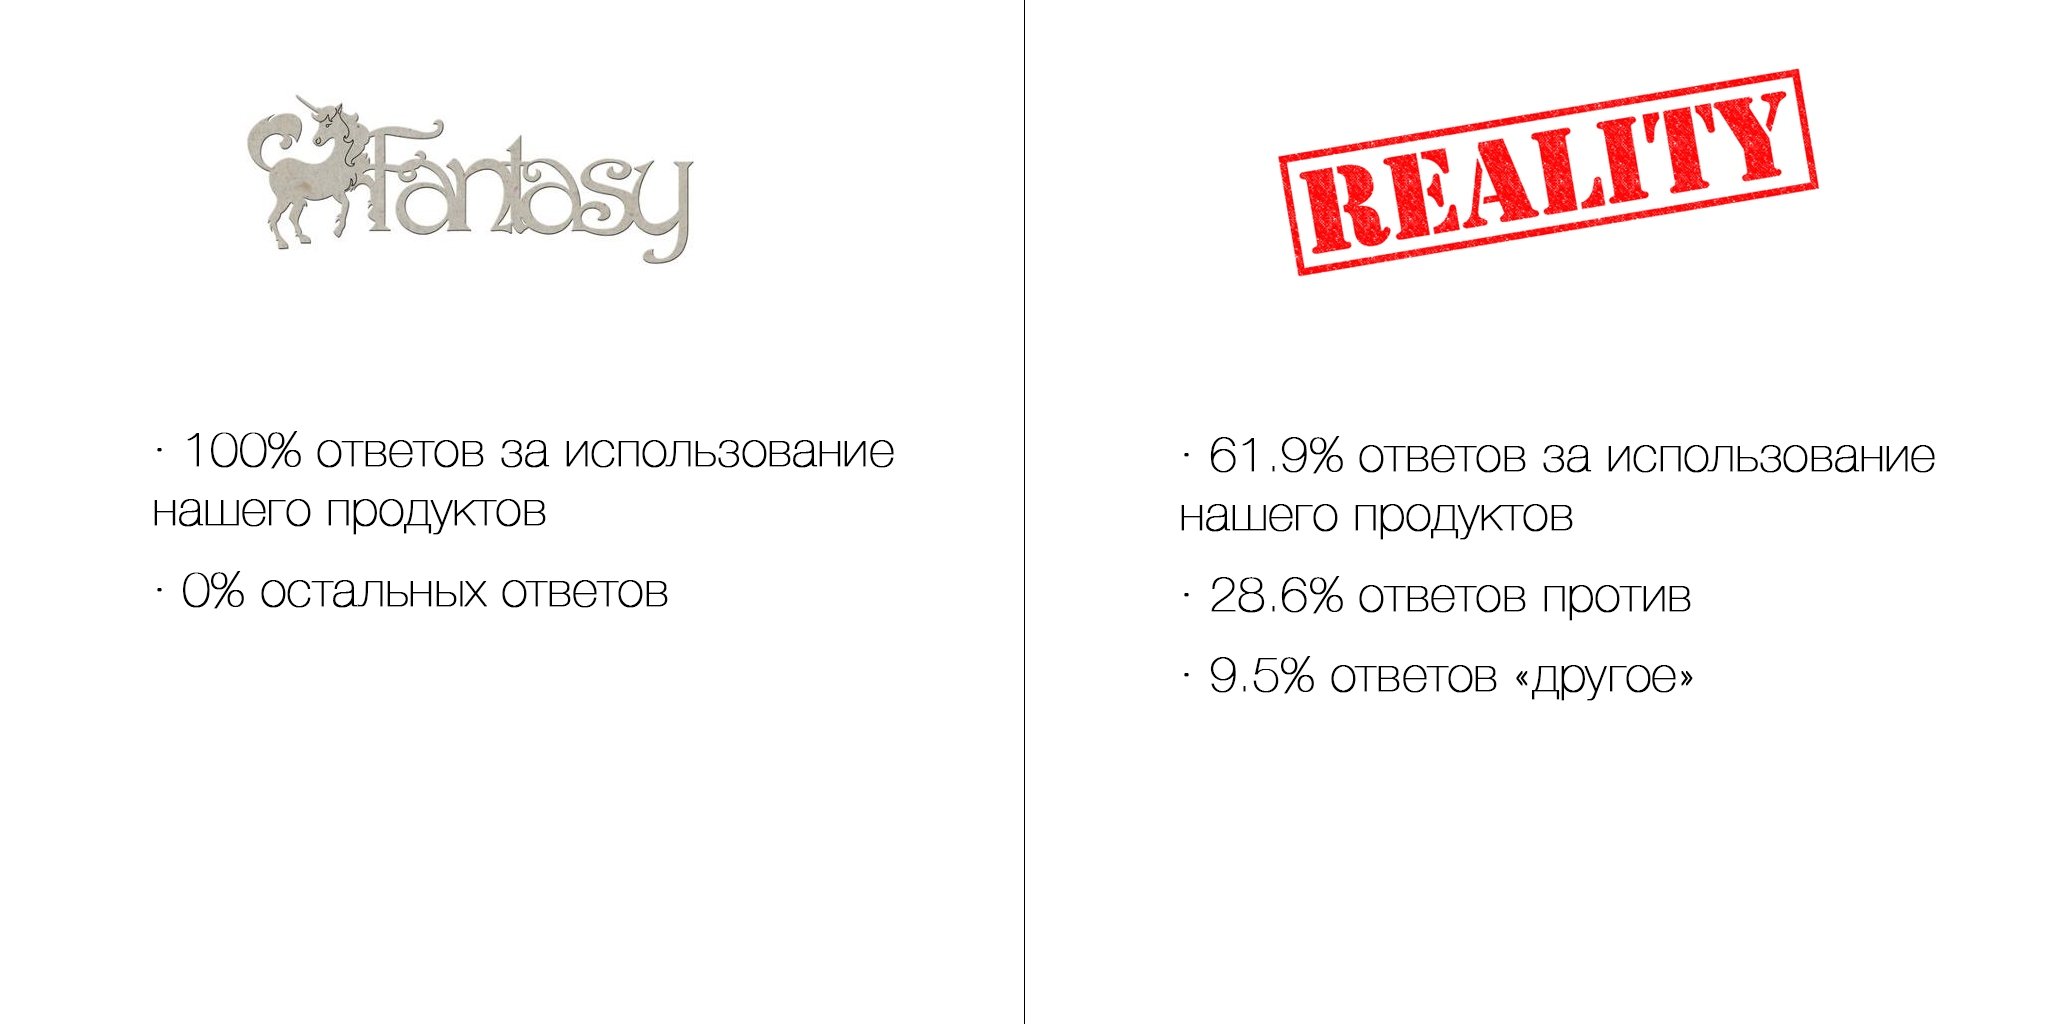 Fantasy
· 100% ответов за использование
нашего продуктов
· 0% остальных ответов
REALITY
· 61.9% ответов за использование
нашего продуктов
· 28.6% ответов против
· 9.5% ответов «другое»